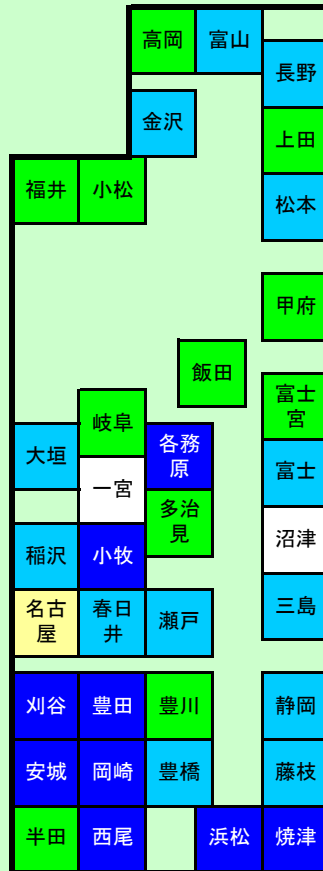 高岡 富山
長野
金沢
上田
福井 小松
松本
甲府
飯田
富士
宮
岐阜
大垣
各務
原
富士
一宮
多治
見
沼津
稲沢 小牧
三島
名古
屋
春日
井
瀬戸
刈谷 豊田 豊川 静岡
安城 岡崎 豊橋 藤枝
半田 西尾 浜松 焼津